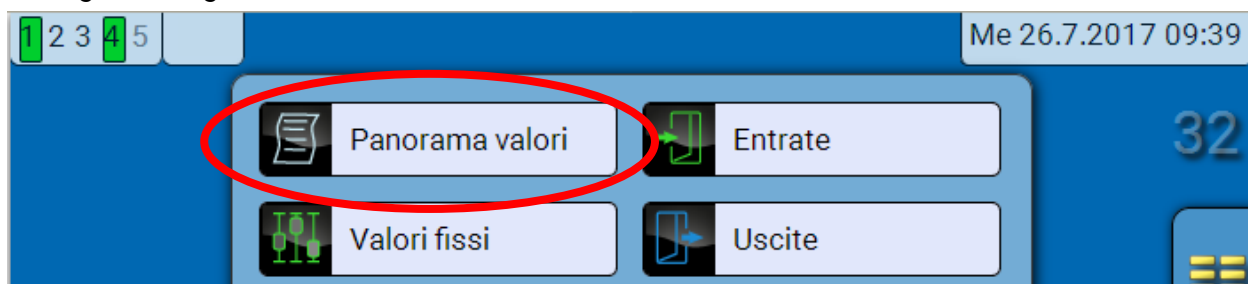 1 2 3 4 5
Me 26.7.2017 09:39
Panorama valori
Entrate
32
Valori fissi
Uscite